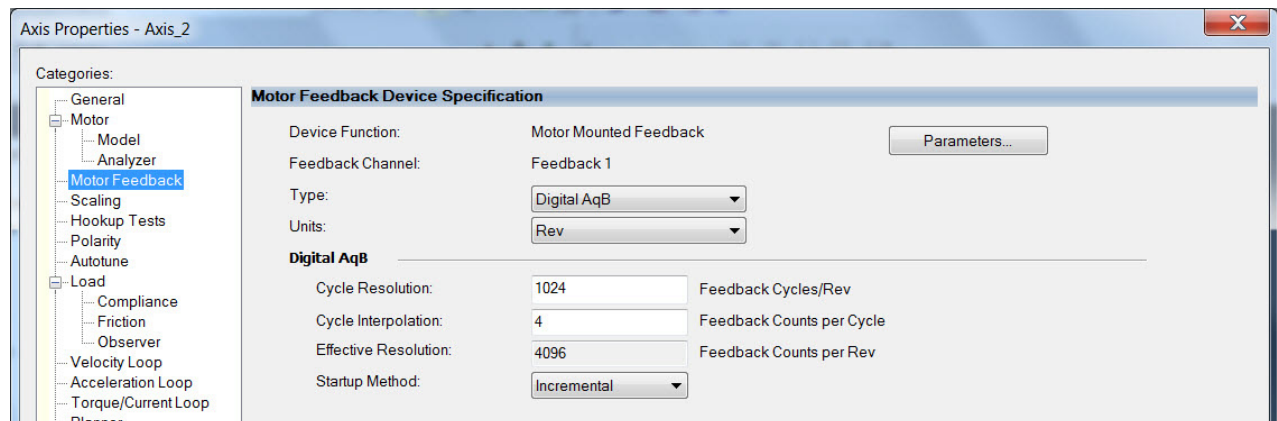 Axis Properties - Axis_2
X
Categories:
General
Motor
Model
Analyzer
Motor Feedback
Scaling
Hookup Tests
Polarity
Autotune
Load
Compliance
Friction
Observer
Velocity Loop
Acceleration Loop
Torque/Current Loop
Planner
Motor Feedback Device Specification
Device Function: Motor Mounted Feedback Parameters...
Feedback Channel: Feedback 1
Type: Digital AqB
Units: Rev
Digital AqB
Cycle Resolution: 1024 Feedback Cycles/Rev
Cycle Interpolation: 4 Feedback Counts per Cycle
Effective Resolution: 4096 Feedback Counts per Rev
Startup Method: Incremental